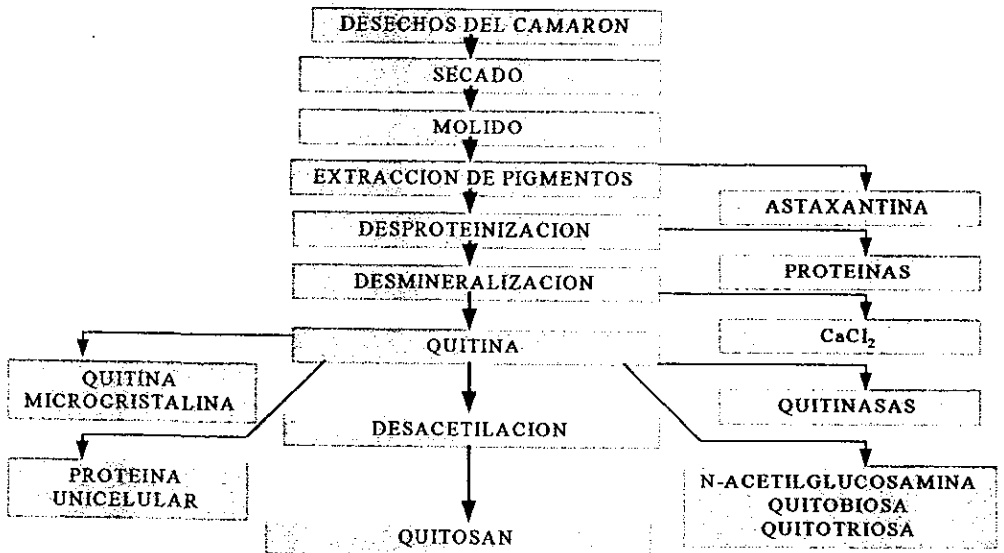 DESECHOS DEL CAMARON
SECADO
MOLIDO
EXTRACCION DE PIGMENTOS
ASTAXANTINA
DESPROTEINIZACION
PROTEINAS
DESMINERALIZACION
CaCl₂
QUITINA
QUITINA
MICROCRISTALINA
QUITINASAS
DESACETILACION
PROTEINA
UNICELULAR
N-ACETILGLUCOSAMINA
QUITOBIOSA
QUITOTRIOSA
QUITOSAN